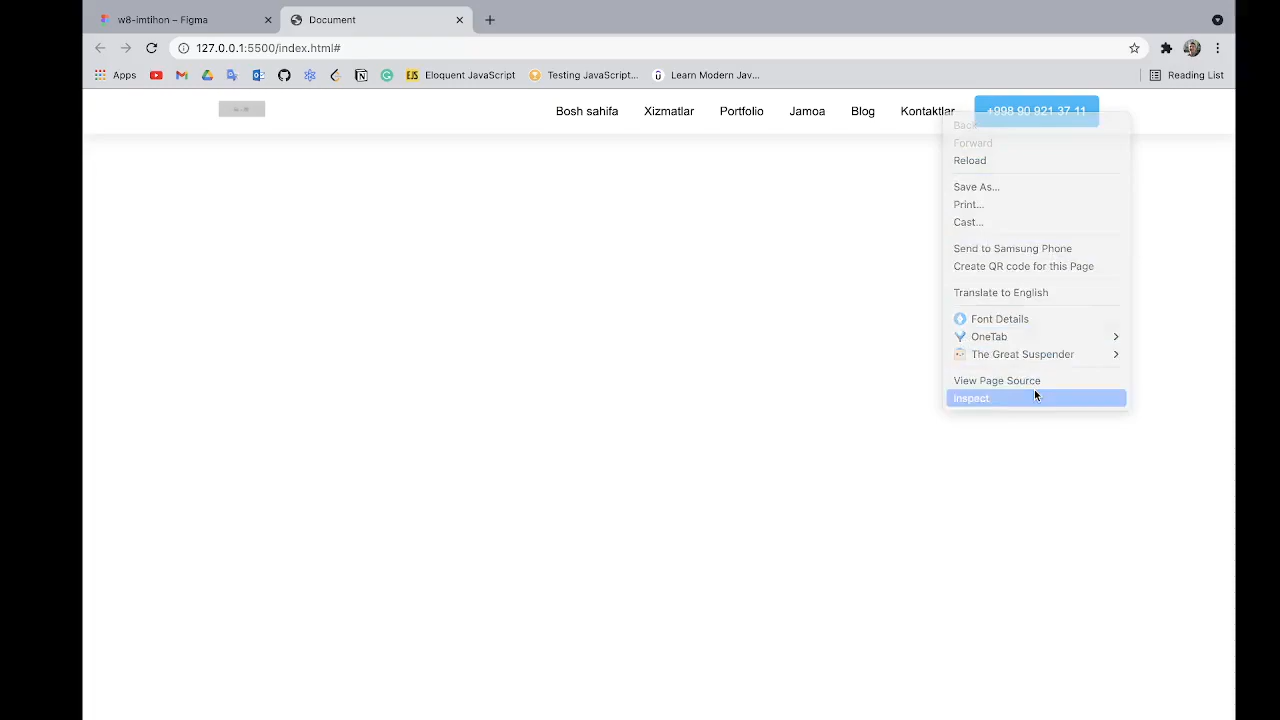 w8-imtihon – Figma
Document
127.0.0.1:5500/index.html#
Apps
EJS Eloquent JavaScript
Testing JavaScript...
Learn Modern Jav...
Reading List
Bosh sahifa
Xizmatlar
Portfolio
Jamoa
Blog
Kontaktlar
+998 90 921 37 11
Back
Forward
Reload
Save As...
Print...
Cast...
Send to Samsung Phone
Create QR code for this Page
Translate to English
Font Details
OneTab
The Great Suspender
View Page Source
Inspect